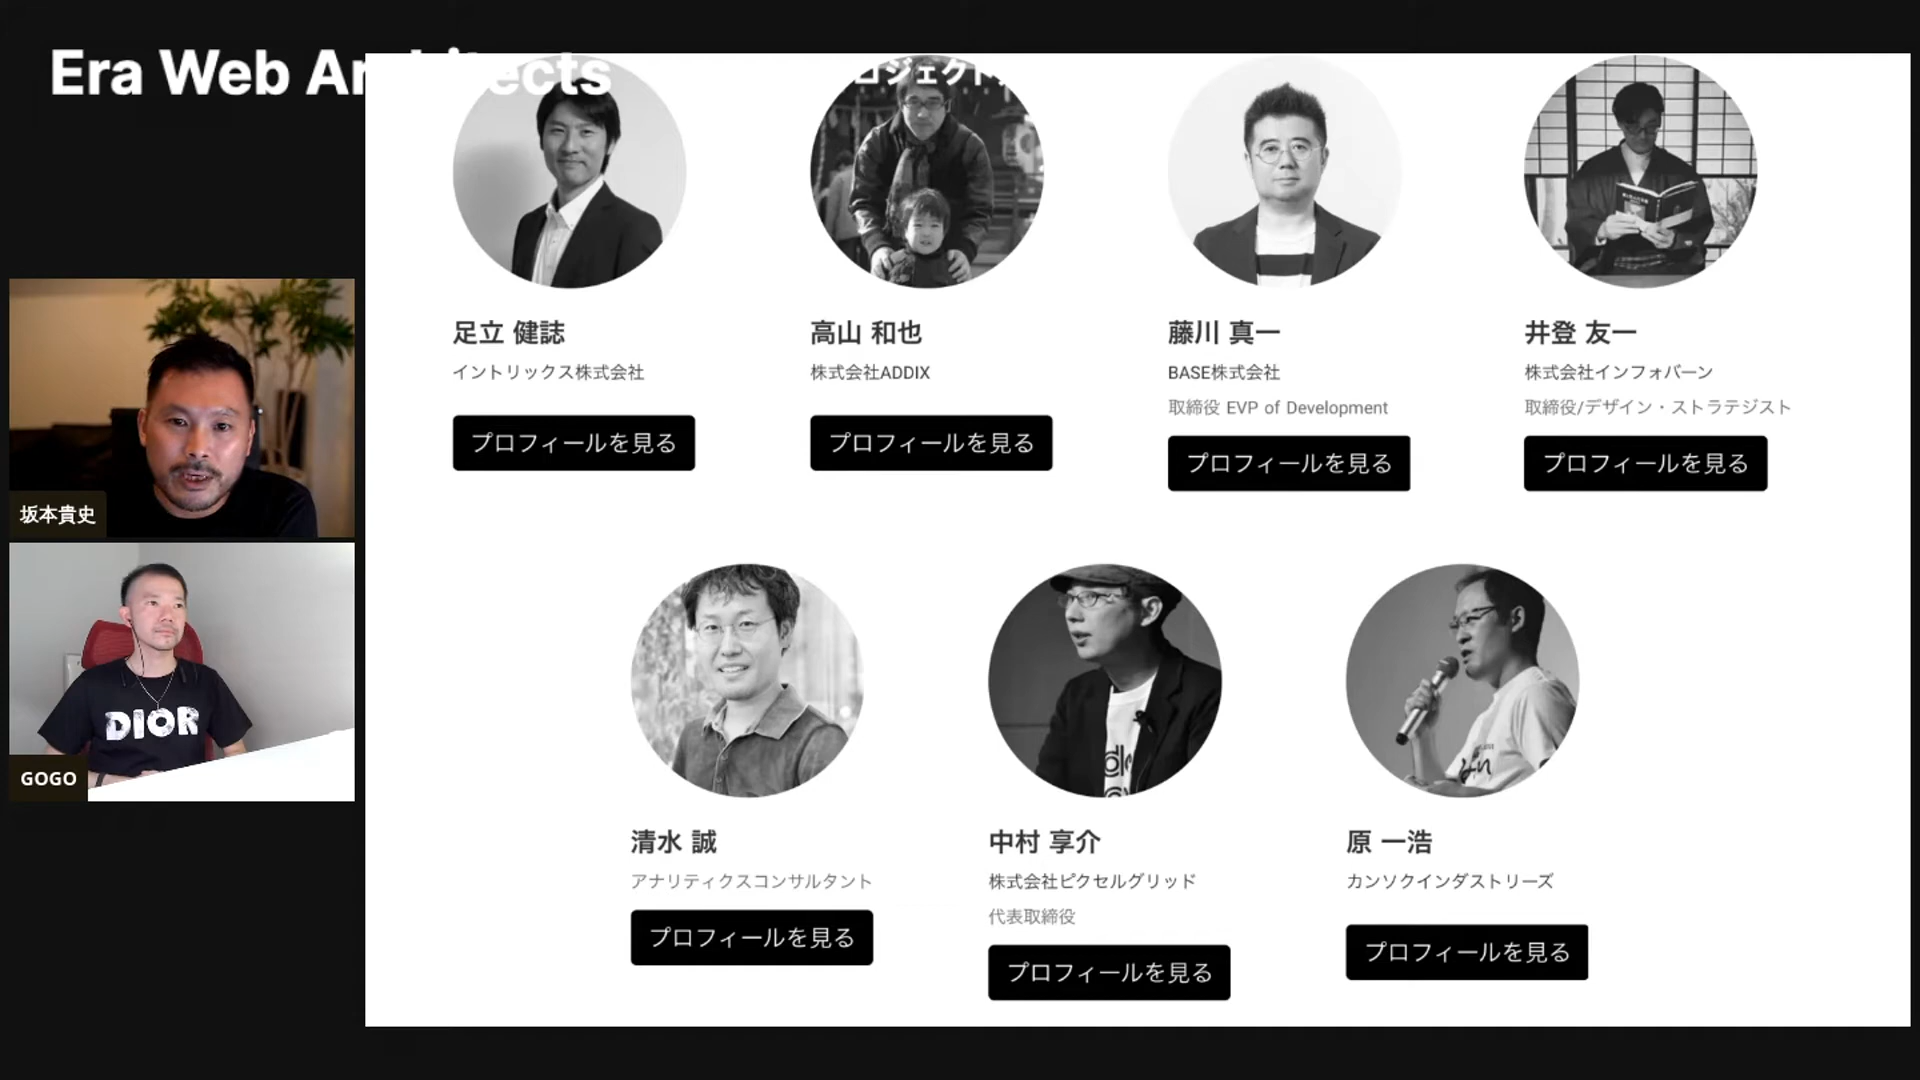 Era Web Architects
ロジェクト
足立 健誌
イントリックス株式会社
プロフィールを見る
高山 和也
株式会社ADDIX
プロフィールを見る
藤川 真一
BASE株式会社
取締役 EVP of Development
プロフィールを見る
井登 友一
株式会社インフォバーン
取締役/デザイン・ストラテジスト
プロフィールを見る
坂本貴史
DIOR
GOGO
清水 誠
アナリティクスコンサルタント
プロフィールを見る
中村 享介
株式会社ピクセルグリッド
代表取締役
プロフィールを見る
原 一浩
カンソクインダストリーズ
プロフィールを見る